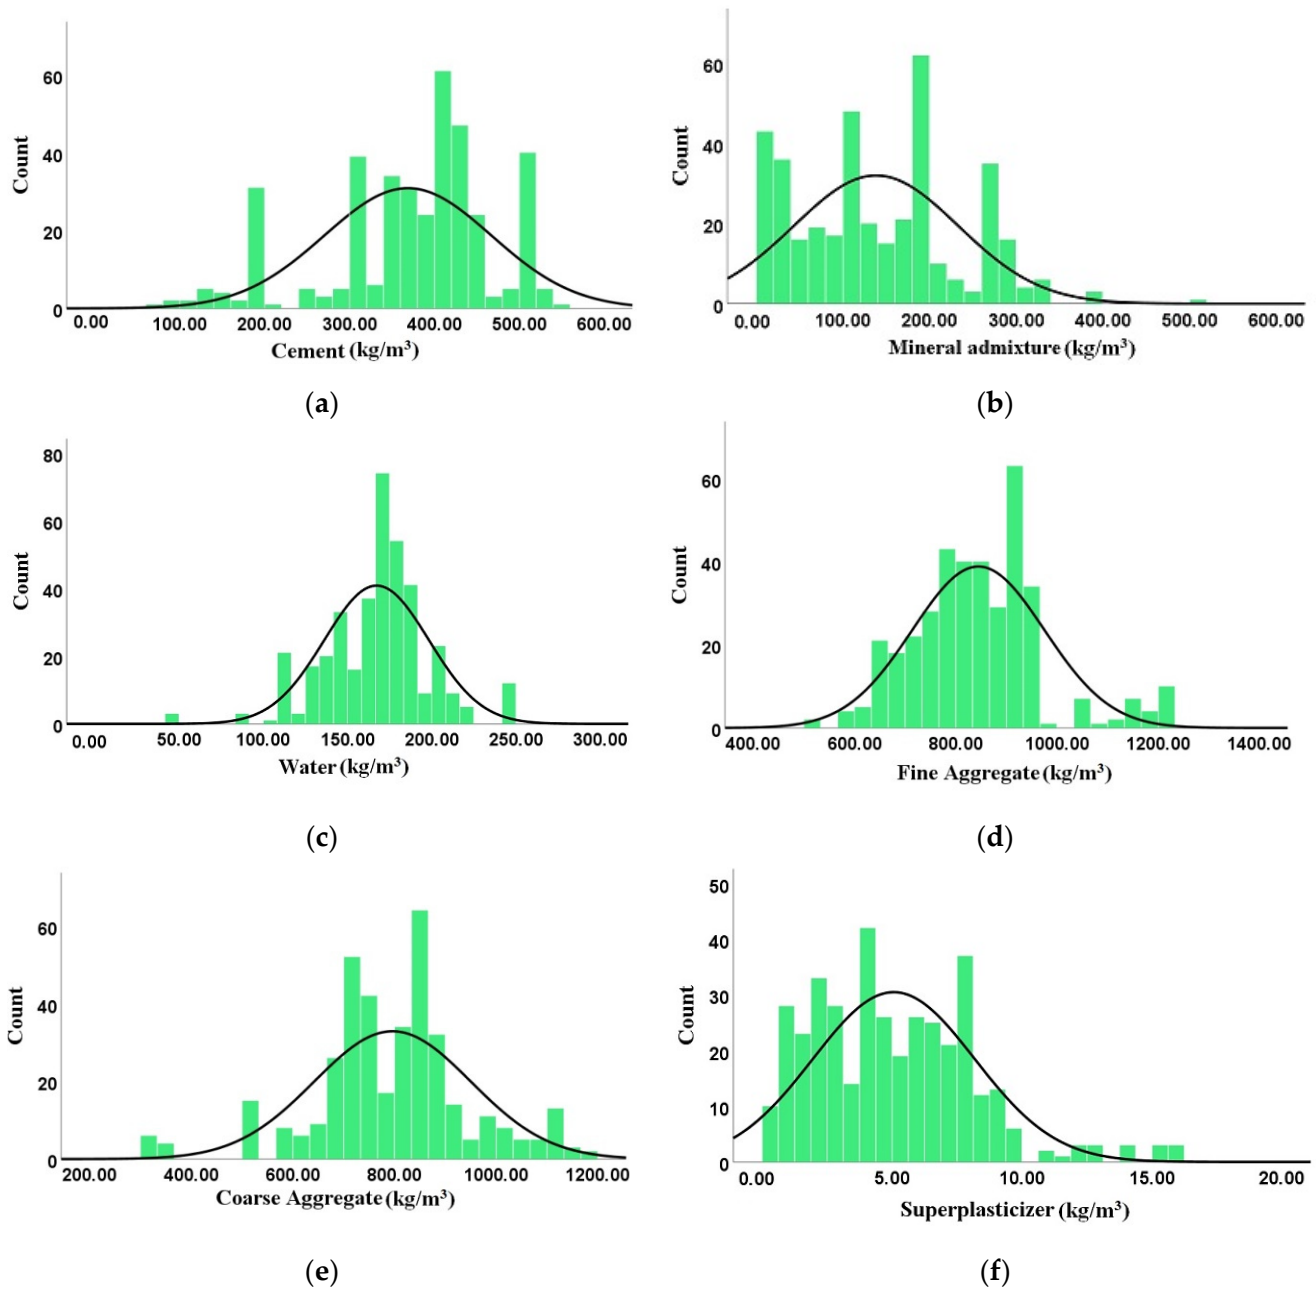 60
40
20
0
Count
0.00 100.00 200.00 300.00 400.00 500.00 600.00
Cement (kg/m³)
(a)
60
40
20
0
Count
0.00 100.00 200.00 300.00 400.00 500.00 600.00
Mineral admixture (kg/m³)
(b)
80
60
40
20
0
Count
0.00 50.00 100.00 150.00 200.00 250.00 300.00
Water (kg/m³)
(c)
60
40
20
0
Count
400.00 600.00 800.00 1000.00 1200.00 1400.00
Fine Aggregate (kg/m³)
(d)
60
40
20
0
Count
200.00 400.00 600.00 800.00 1000.00 1200.00
Coarse Aggregate (kg/m³)
(e)
50
40
30
20
10
0
Count
0.00 5.00 10.00 15.00 20.00
Superplasticizer (kg/m³)
(f)